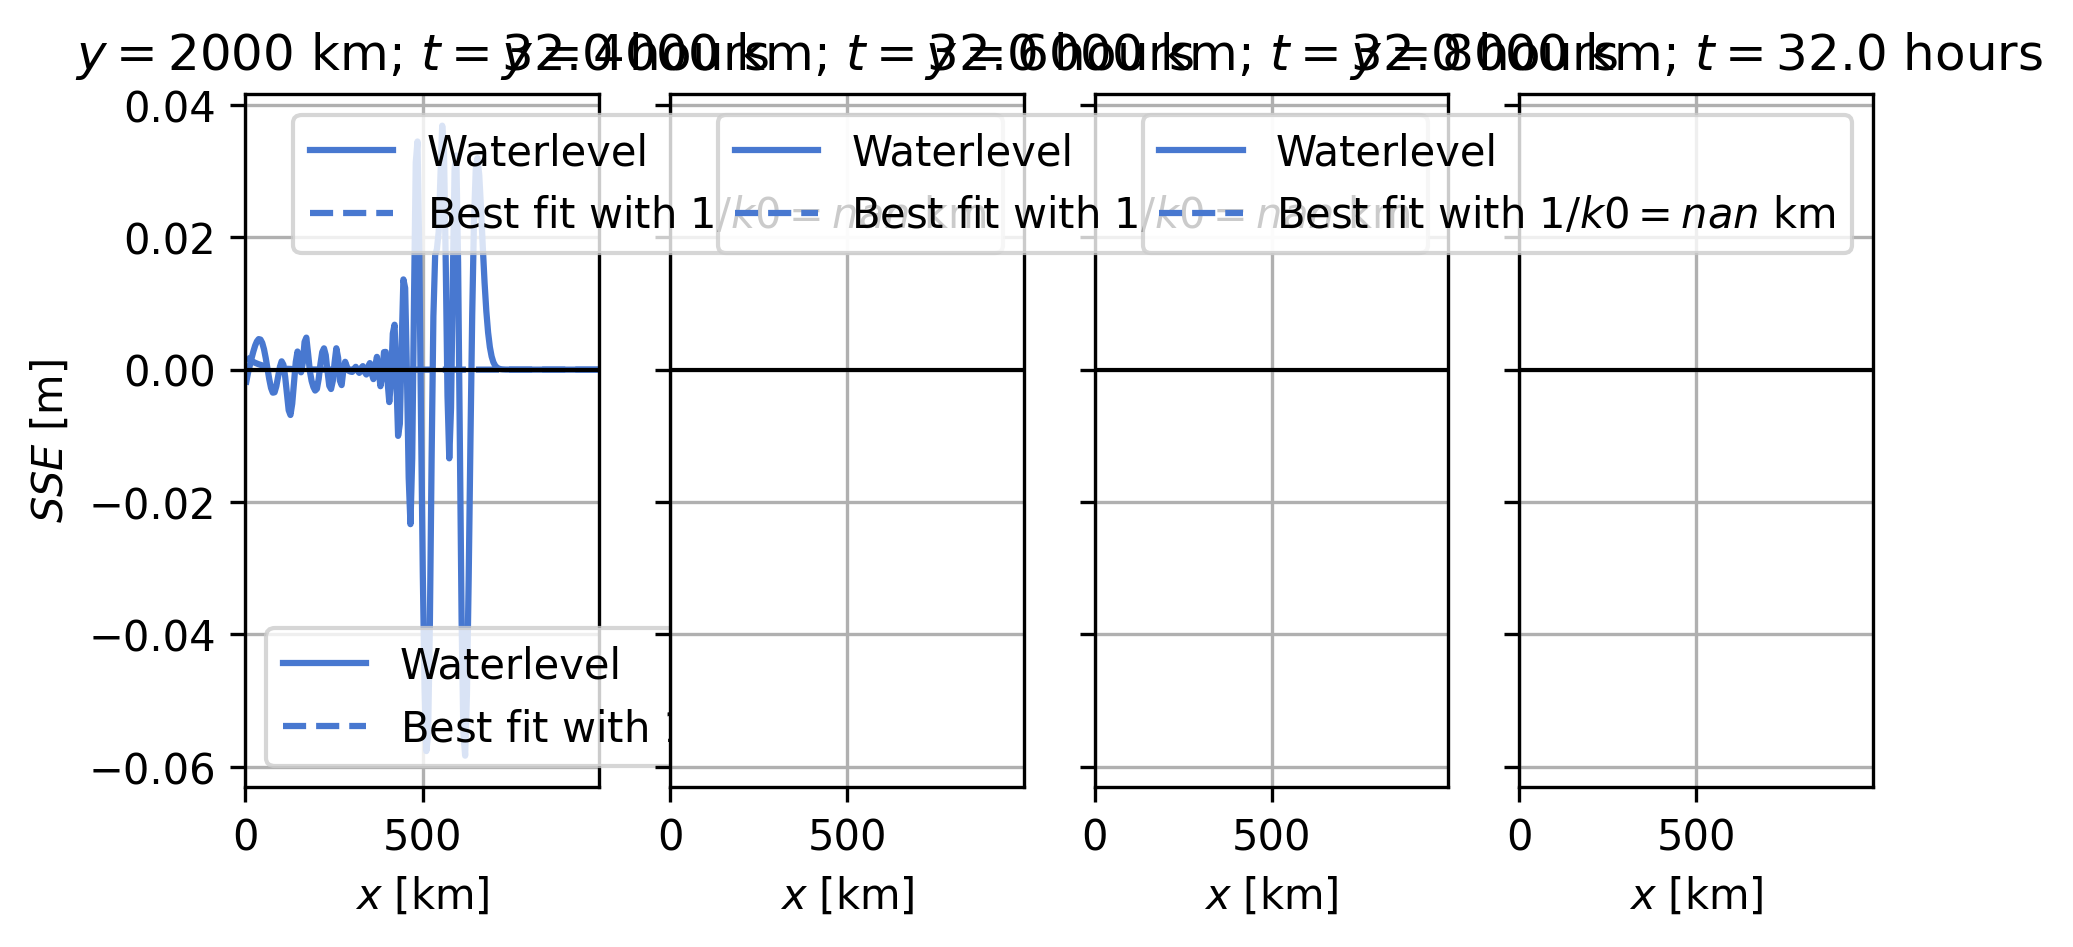 y = 2000 km; t = 32.0 hours
y = 4000 km; t = 32.0 hours
y = 6000 km; t = 32.0 hours
y = 8000 km; t = 32.0 hours
SSE [m]
0.04
0.02
0.00
−0.02
−0.04
−0.06
Waterlevel
Best fit with
Waterlevel
Best fit with 1/k0 = nan km
Waterlevel
Best fit with 1/k0 = nan km
Waterlevel
Best fit with 1/k0 = nan km
0
500
x [km]
0
500
x [km]
0
500
x [km]
0
500
x [km]